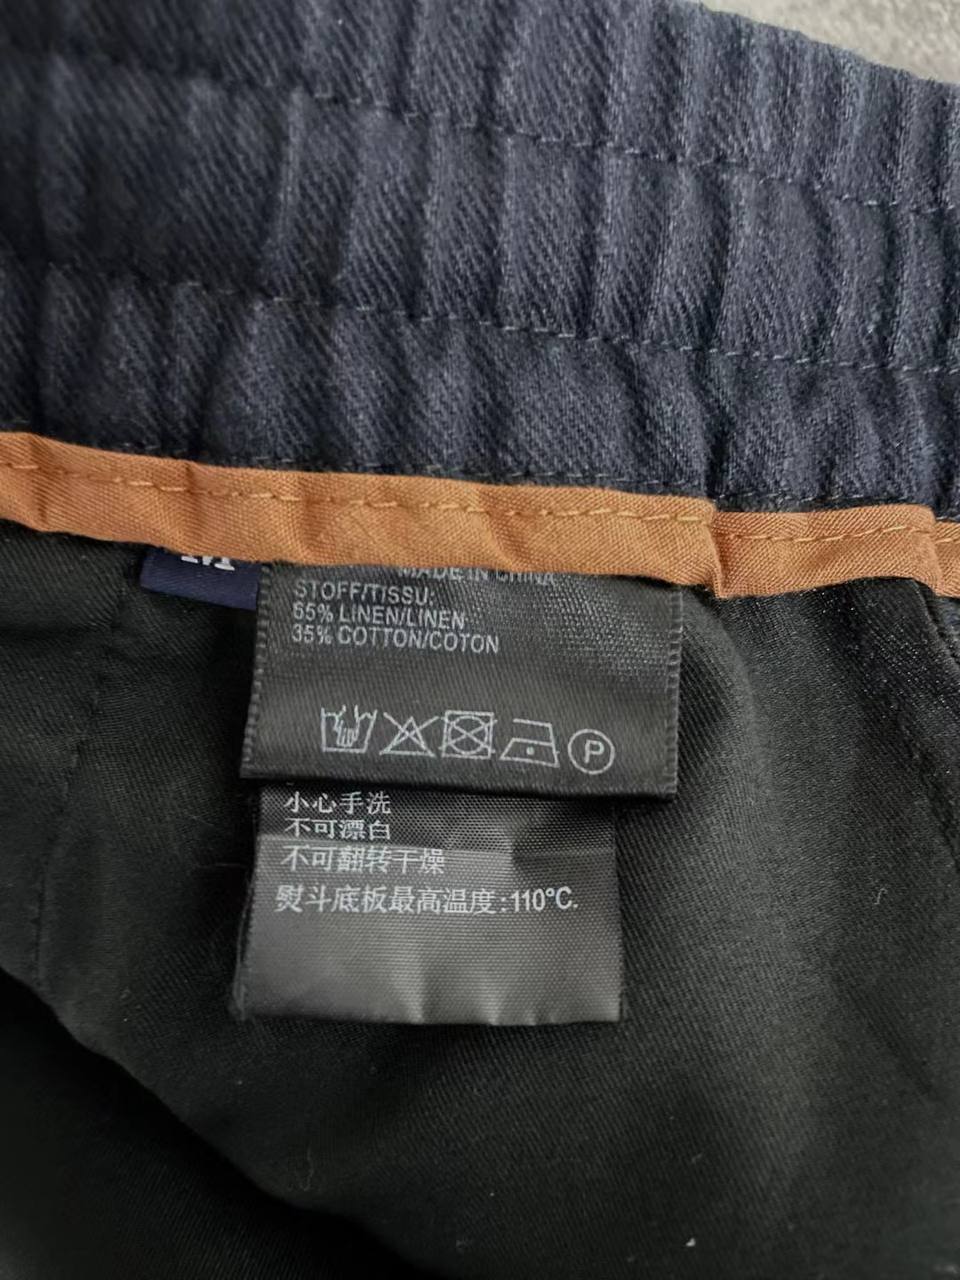 M
MADE IN CHINA
STOFF/TISSU.
65% LINEN/LINEN
35% COTTON/COTON
P
小心手洗
不可漂白
不可翻转干燥
熨斗底板最高温度:110°C.